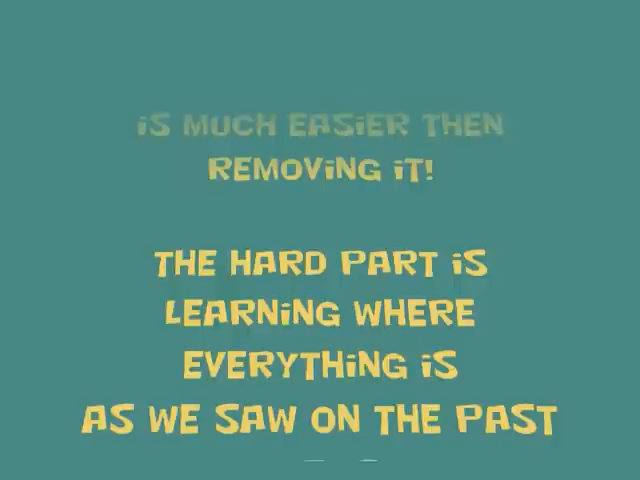 IS MUCH EASIER THEN
REMOVING IT!
THE HARD PART IS
LEARNING WHERE
EVERYTHING IS
AS WE SAW ON THE PAST